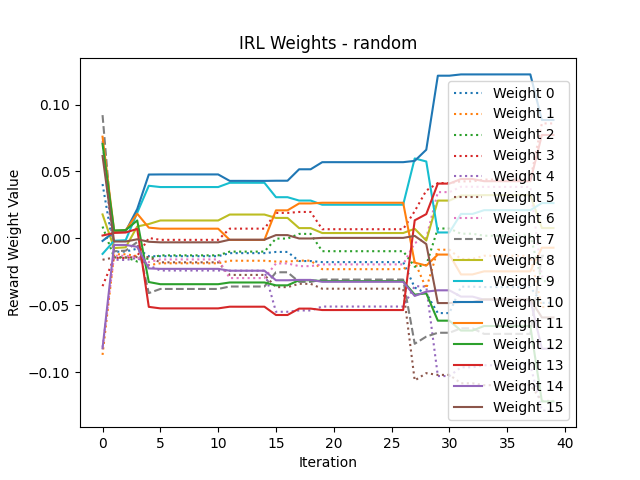 IRL Weights - random
Reward Weight Value
0.10
0.05
0.00
−0.05
−0.10
0
5
10
15
20
25
30
35
40
Iteration
Weight 0
Weight 1
Weight 2
Weight 3
Weight 4
Weight 5
Weight 6
Weight 7
Weight 8
Weight 9
Weight 10
Weight 11
Weight 12
Weight 13
Weight 14
Weight 15